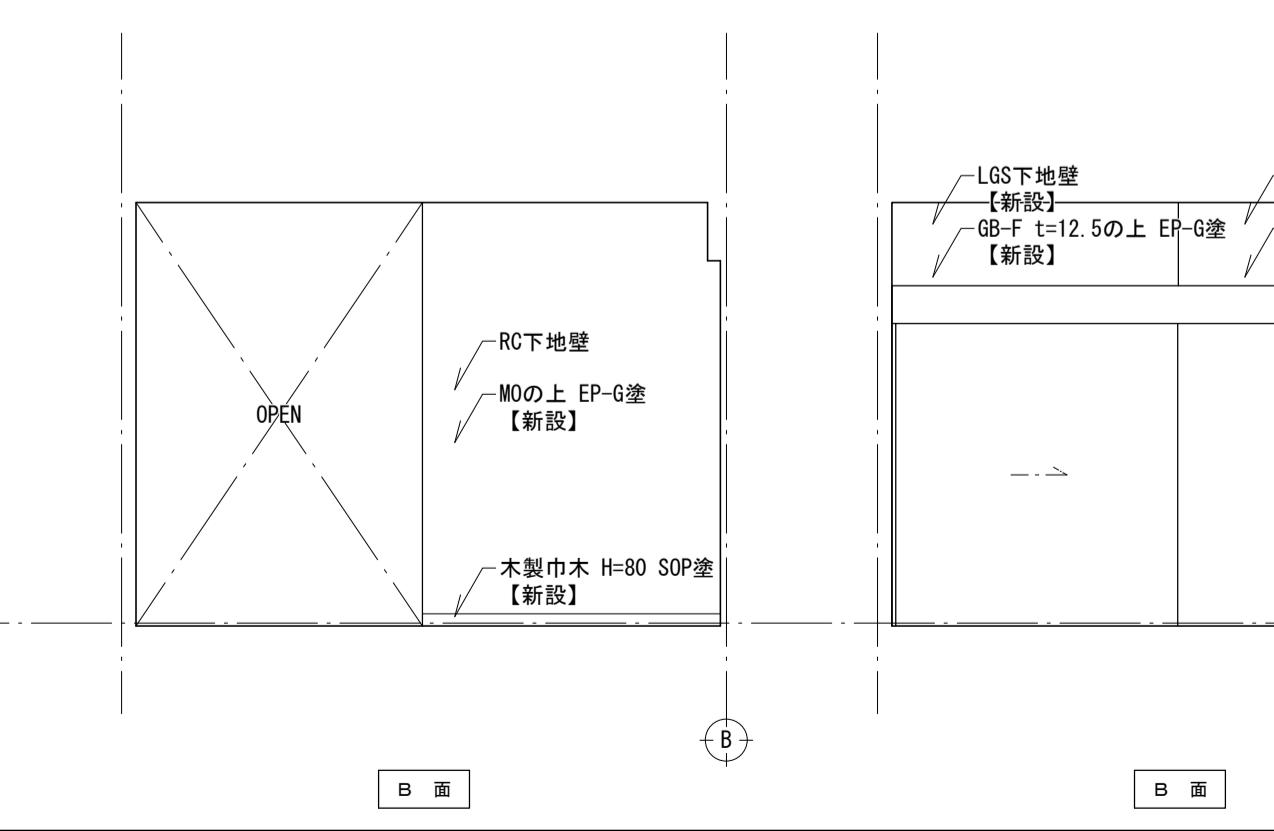 LGS下地壁
【新設】
GB-F t=12.5の上 EP-G塗
【新設】
RC下地壁
MOの上 EP-G塗
【新設】
OPEN
木製巾木 H=80 SOP塗
【新設】
B
B 面
B 面